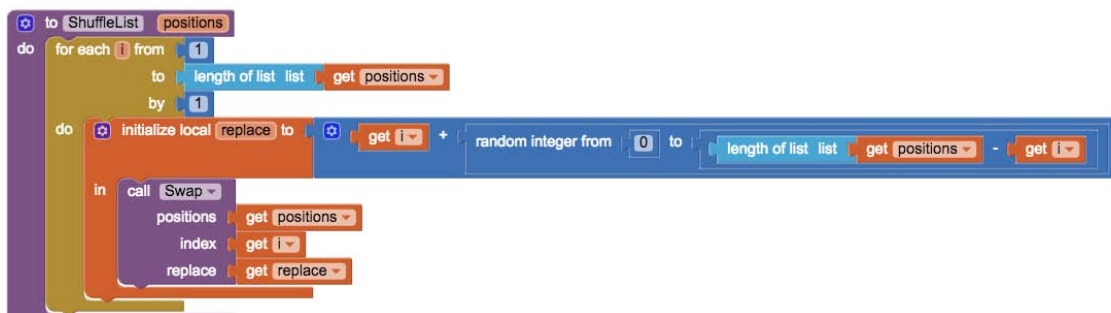 to ShuffleList positions
do for each i from 1
to length of list list get positions
by 1
do initialize local replace to get i + random integer from 0 to length of list list get positions - get i
in call Swap
positions get positions
index get i
replace get replace